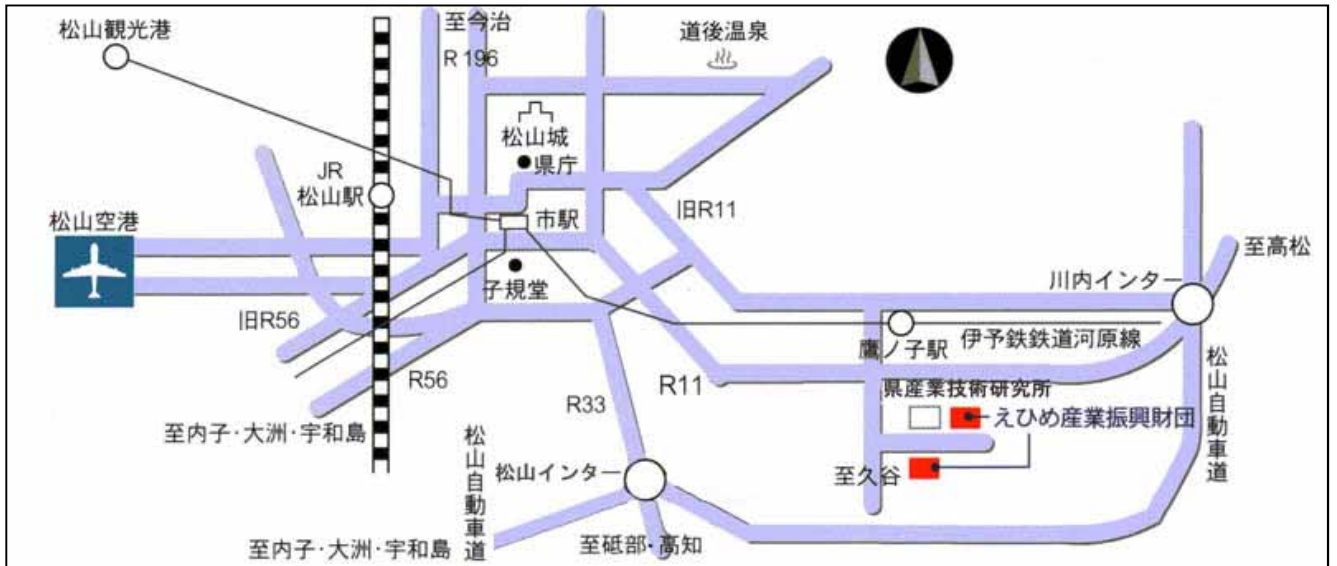 松山観光港
至今治
R 196
道後温泉
松山城
県庁
JR
松山駅
旧R11
松山空港
市駅
至高松
川内インター
子規堂
旧R56
伊予鉄鉄道河原線
鷹ノ子駅
松山自動車道
R56
R11
R33
県産業技術研究所
えひめ産業振興財団
至内子・大洲・宇和島
松山自動車道
松山インター
至久谷
至内子・大洲・宇和島
至砥部・高知